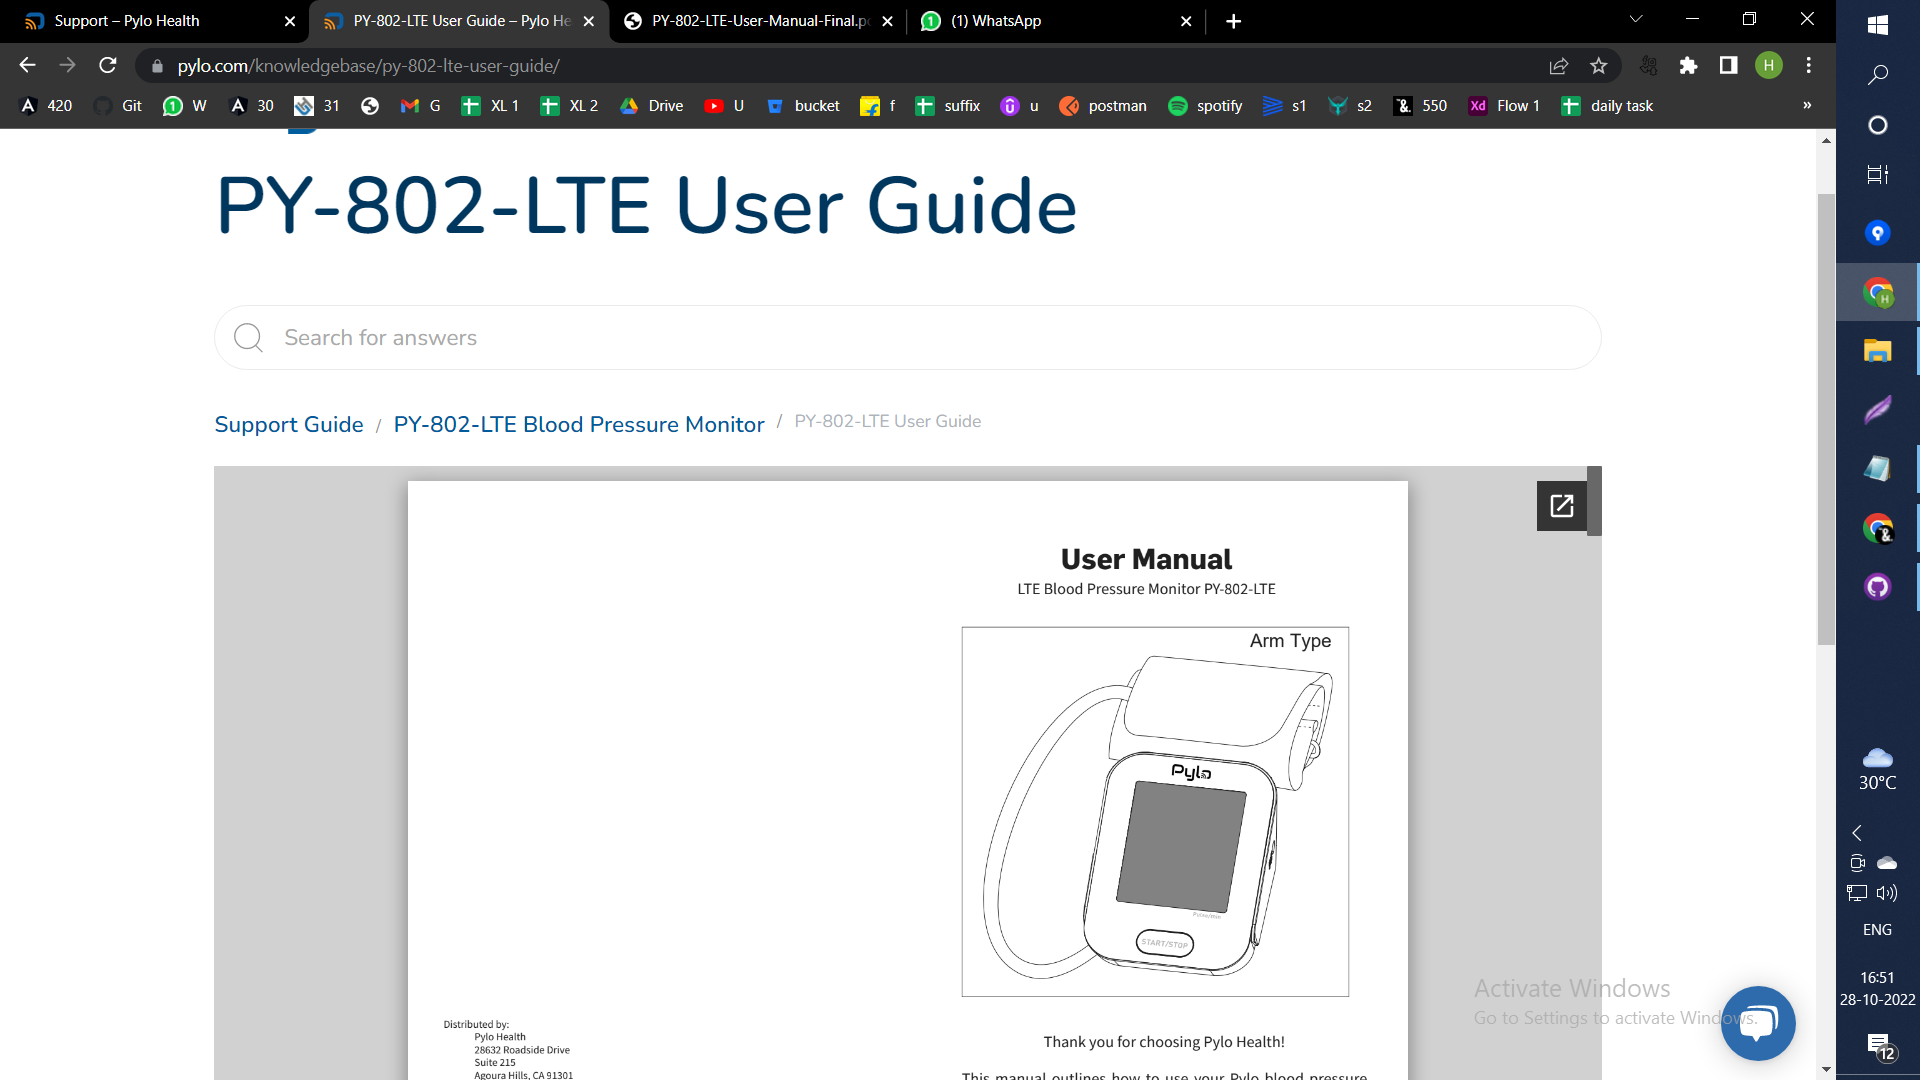 Support – Pylo Health
PY-802-LTE User Guide – Pylo He
PY-802-LTE-User-Manual-Final.p
(1) WhatsApp
pylo.com/knowledgebase/py-802-lte-user-guide/
H
420
Git
1
W
30
31
G
XL 1
XL 2
Drive
U
bucket
f
suffix
u
postman
spotify
s1
s2
&
550
Xd
Flow 1
daily task
»
PY-802-LTE User Guide
Search for answers
Support Guide / PY-802-LTE Blood Pressure Monitor / PY-802-LTE User Guide
User Manual
LTE Blood Pressure Monitor PY-802-LTE
Arm Type
Pylo
Pulse/min
START/STOP
Distributed by:
Pylo Health
28632 Roadside Drive
Suite 215
Agoura Hills, CA 91301
Thank you for choosing Pylo Health!
This manual outlines how to use your Pylo blood pressure
Activate Windows
Go to Settings to activate Windows.
30°C
ENG
16:51
28-10-2022
12